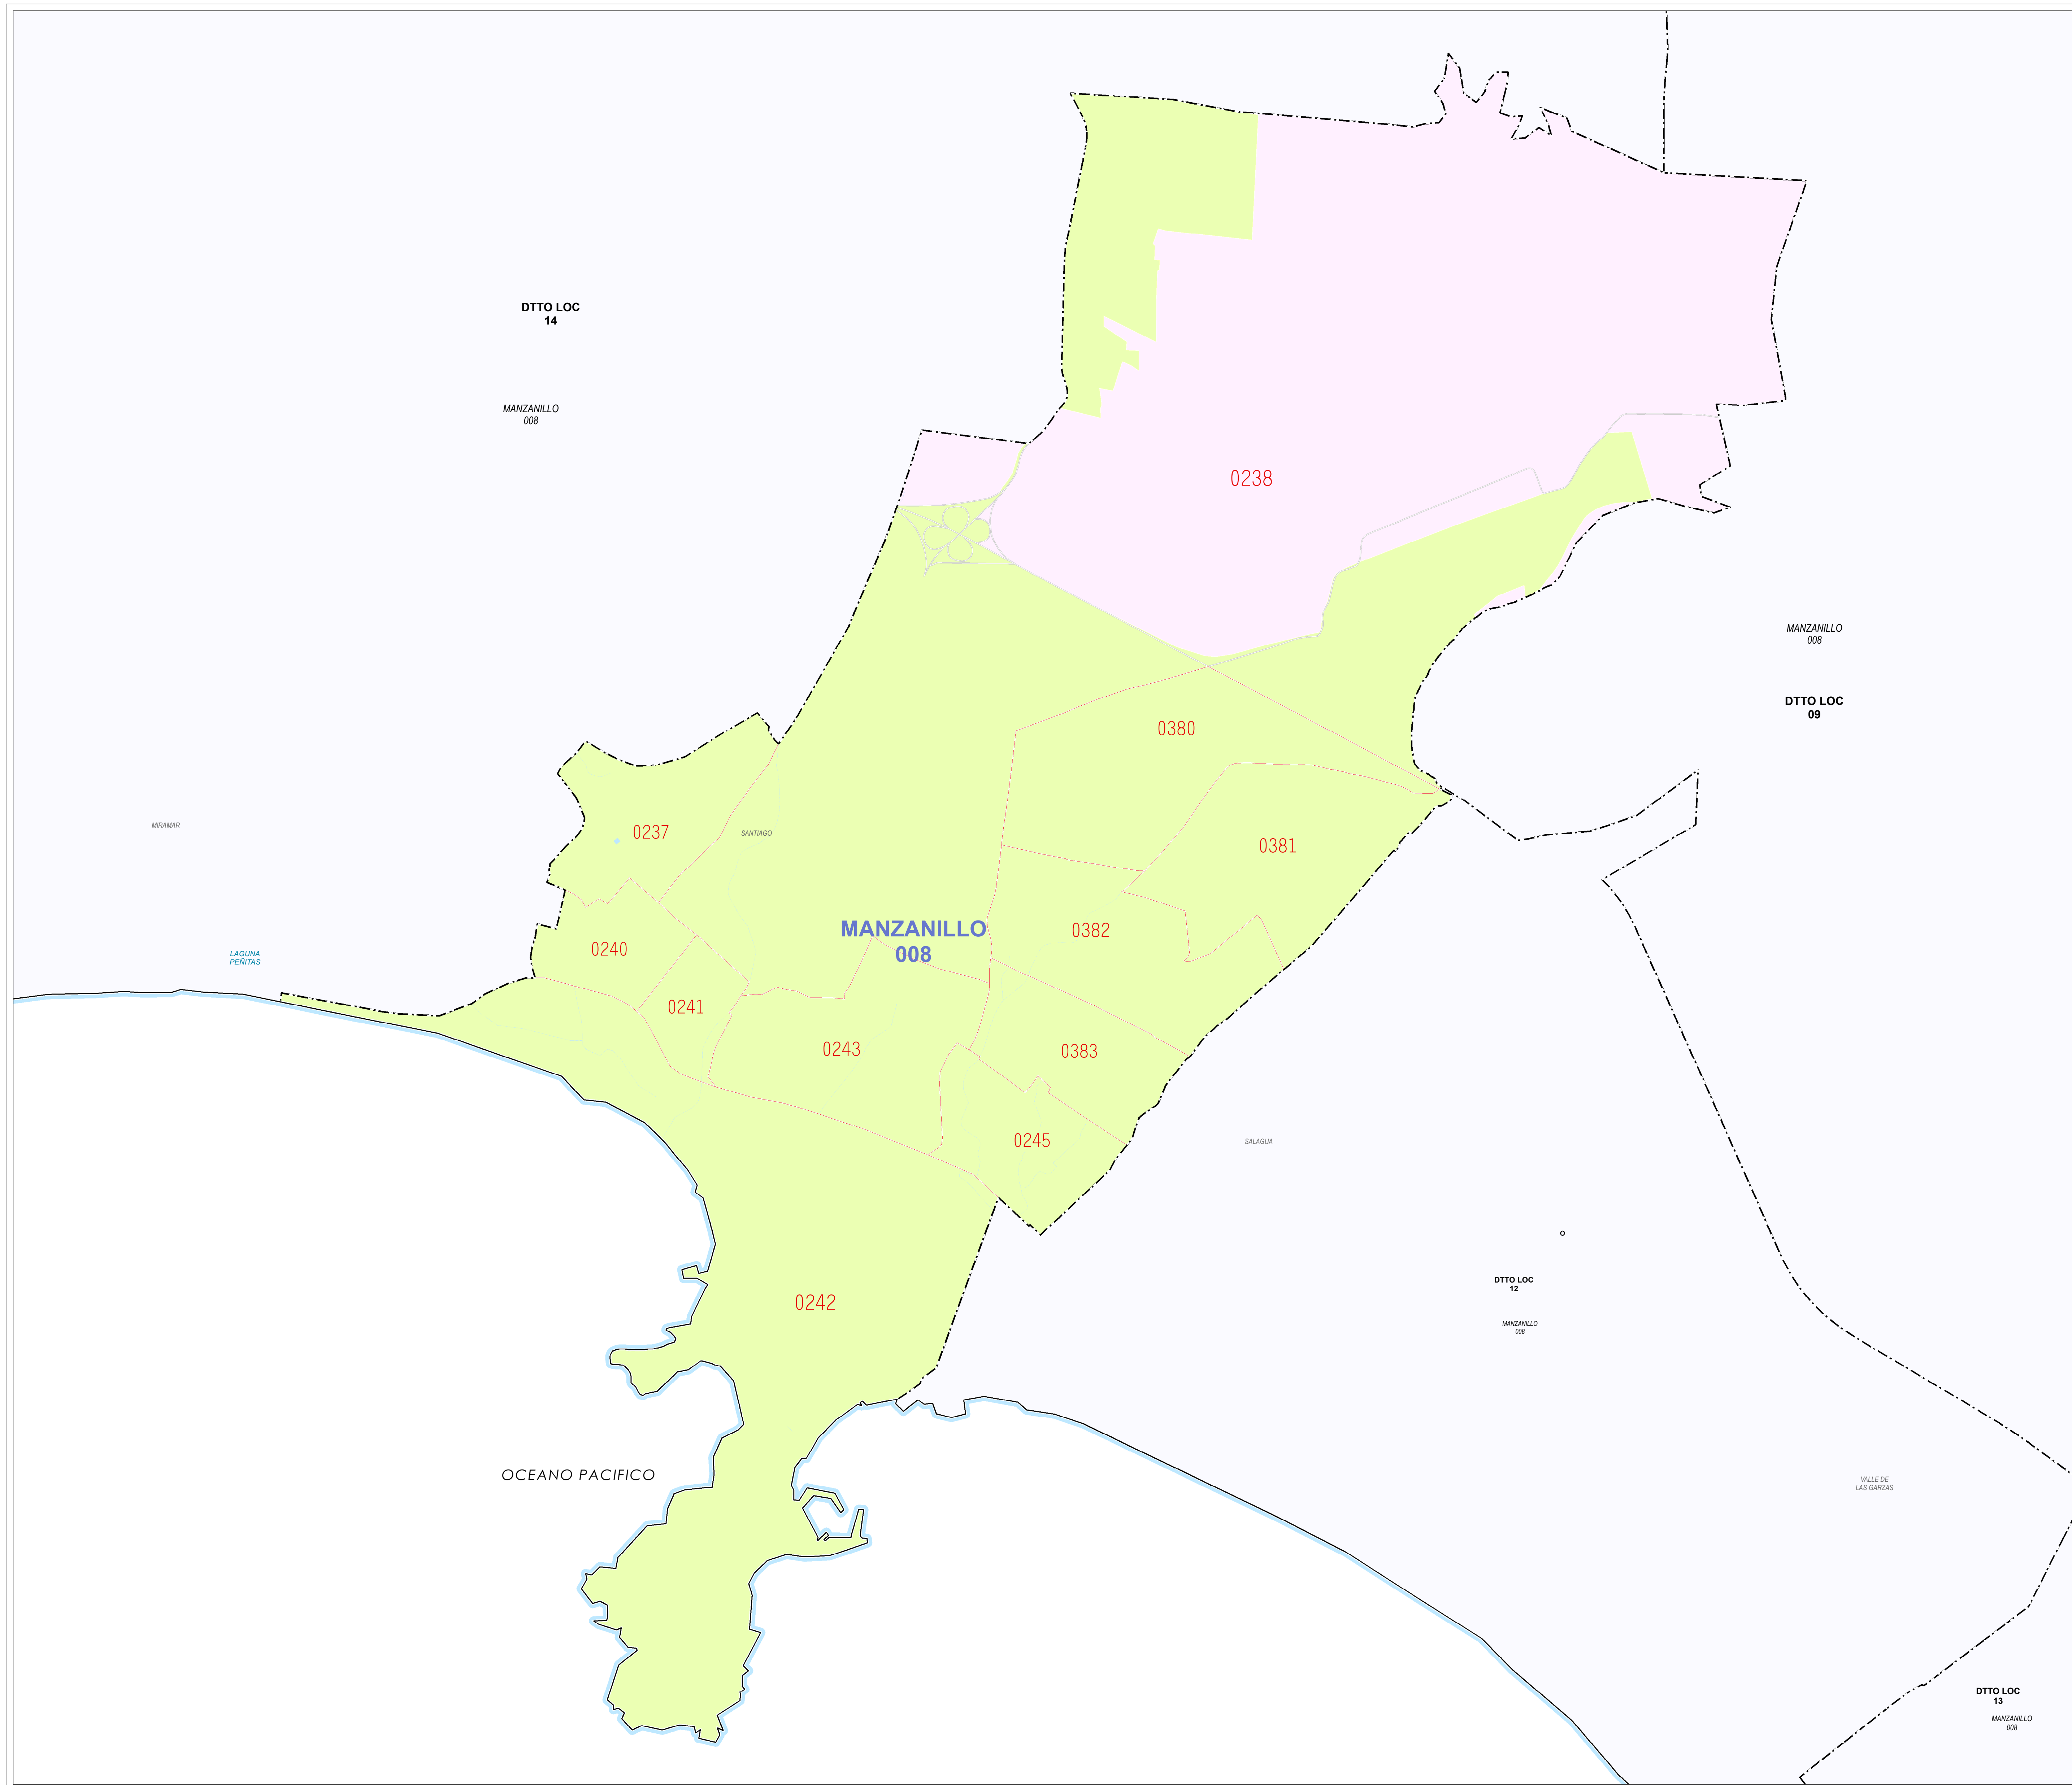 DTTO LOC
14
MANZANILLO
008
0238
MANZANILLO
008
DTTO LOC
09
0380
MIRAMAR
0237
SANTIAGO
0381
MANZANILLO
008
0382
0240
LAGUNA
PEÑITAS
0241
0243
0383
0245
SALAGUA
DTTO LOC
12
0242
MANZANILLO
008
OCEANO PACIFICO
VALLE DE
LAS GARZAS
DTTO LOC
13
MANZANILLO
008